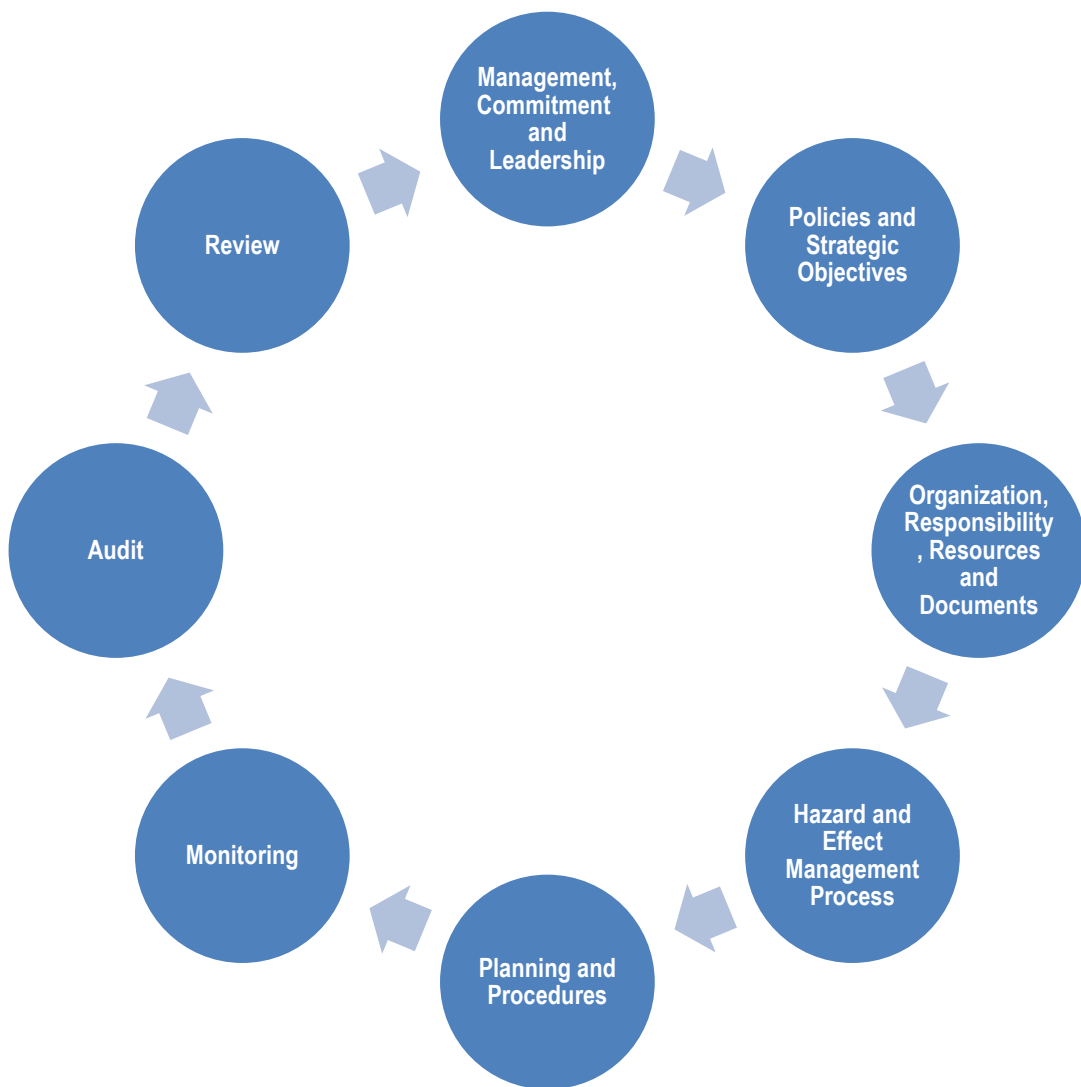 Management,
Commitment
and
Leadership
Policies and
Strategic
Objectives
Organization,
Responsibility
, Resources
and
Documents
Hazard and
Effect
Management
Process
Planning and
Procedures
Monitoring
Audit
Review